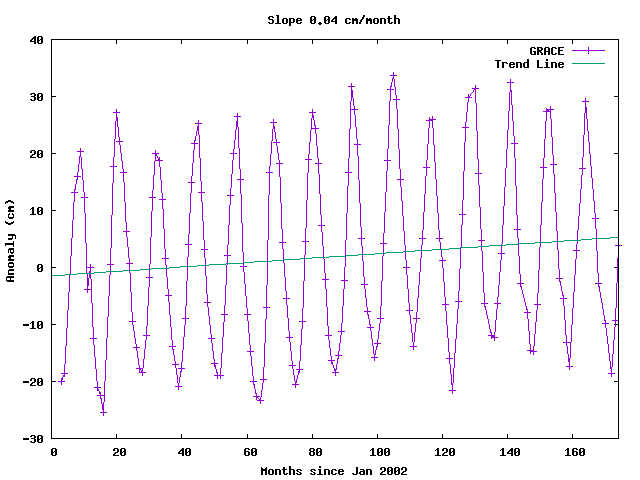 Slope 0.04 cm/month
GRACE
Trend Line
40
30
20
10
0
-10
-20
-30
Anomaly (cm)
0 20 40 60 80 100 120 140 160
Months since Jan 2002